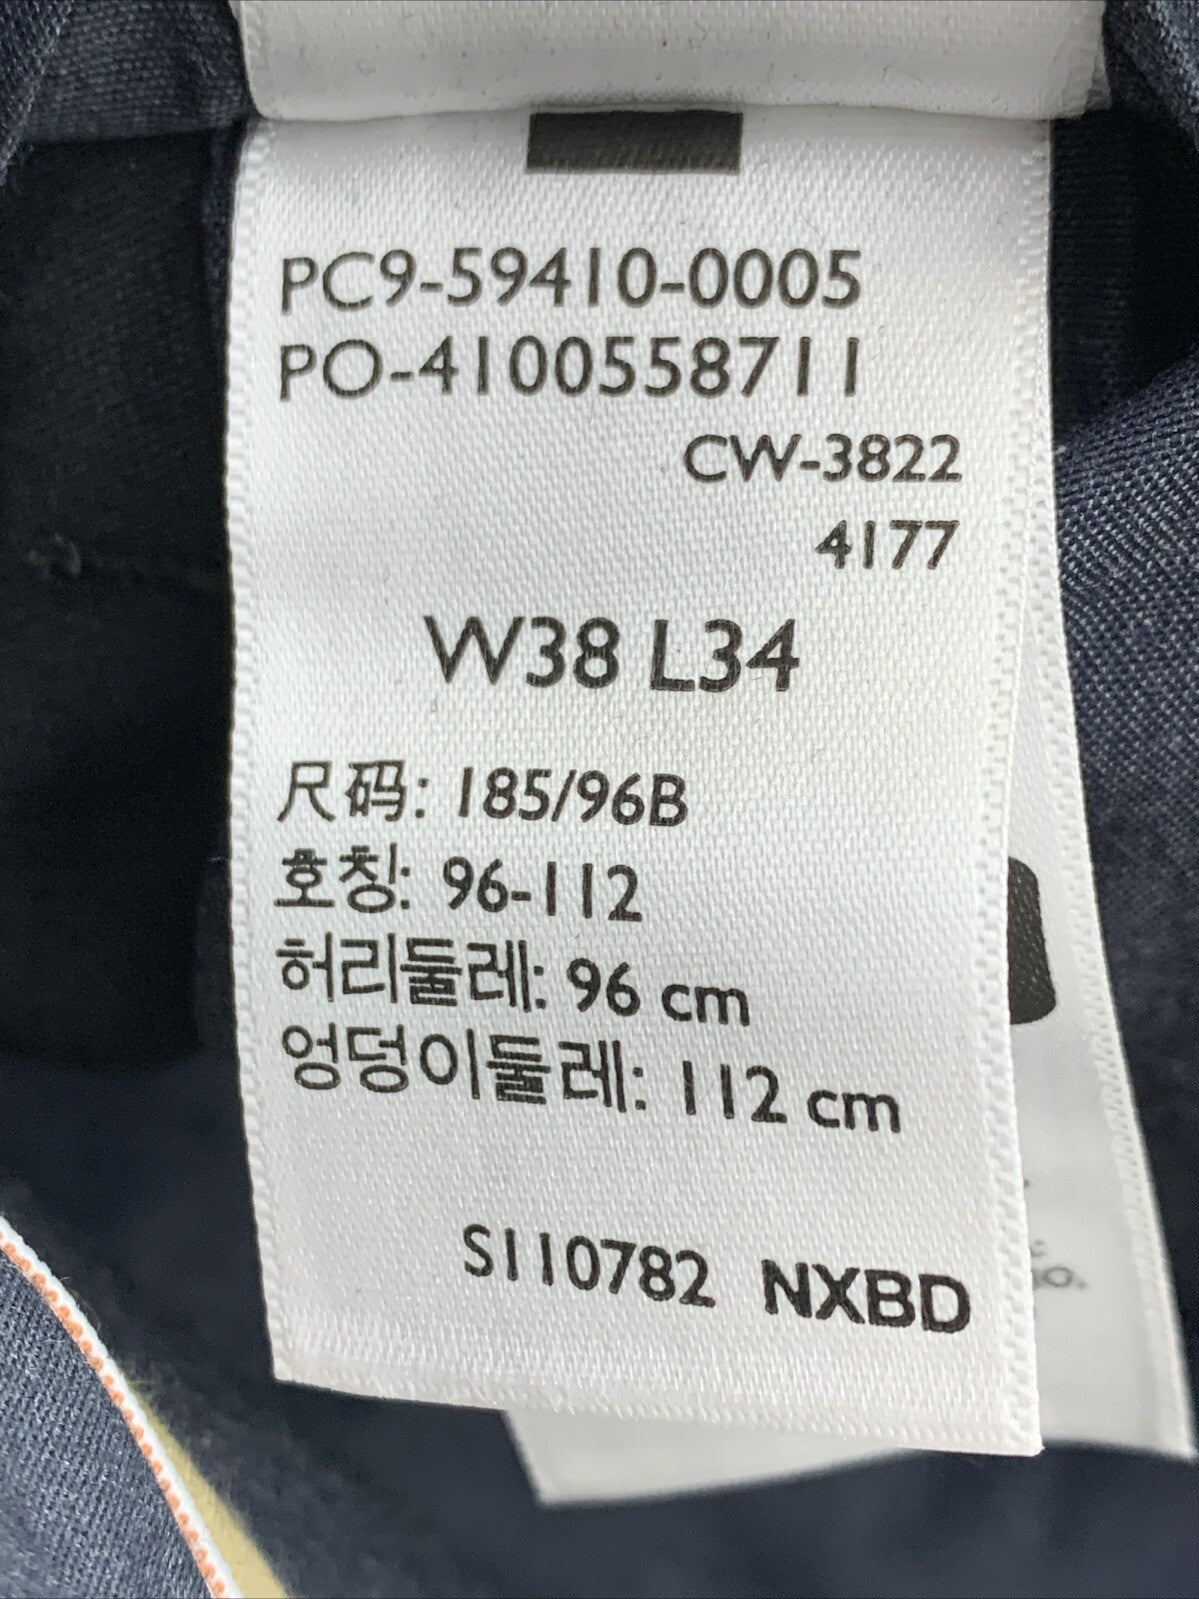 PC9-59410-0005
PO-4100558711
CW-3822
4177
W38 L34
尺码: 185/96B
호칭: 96-112
허리둘레: 96 cm
엉덩이둘레: 112 cm
S110782 NXBD